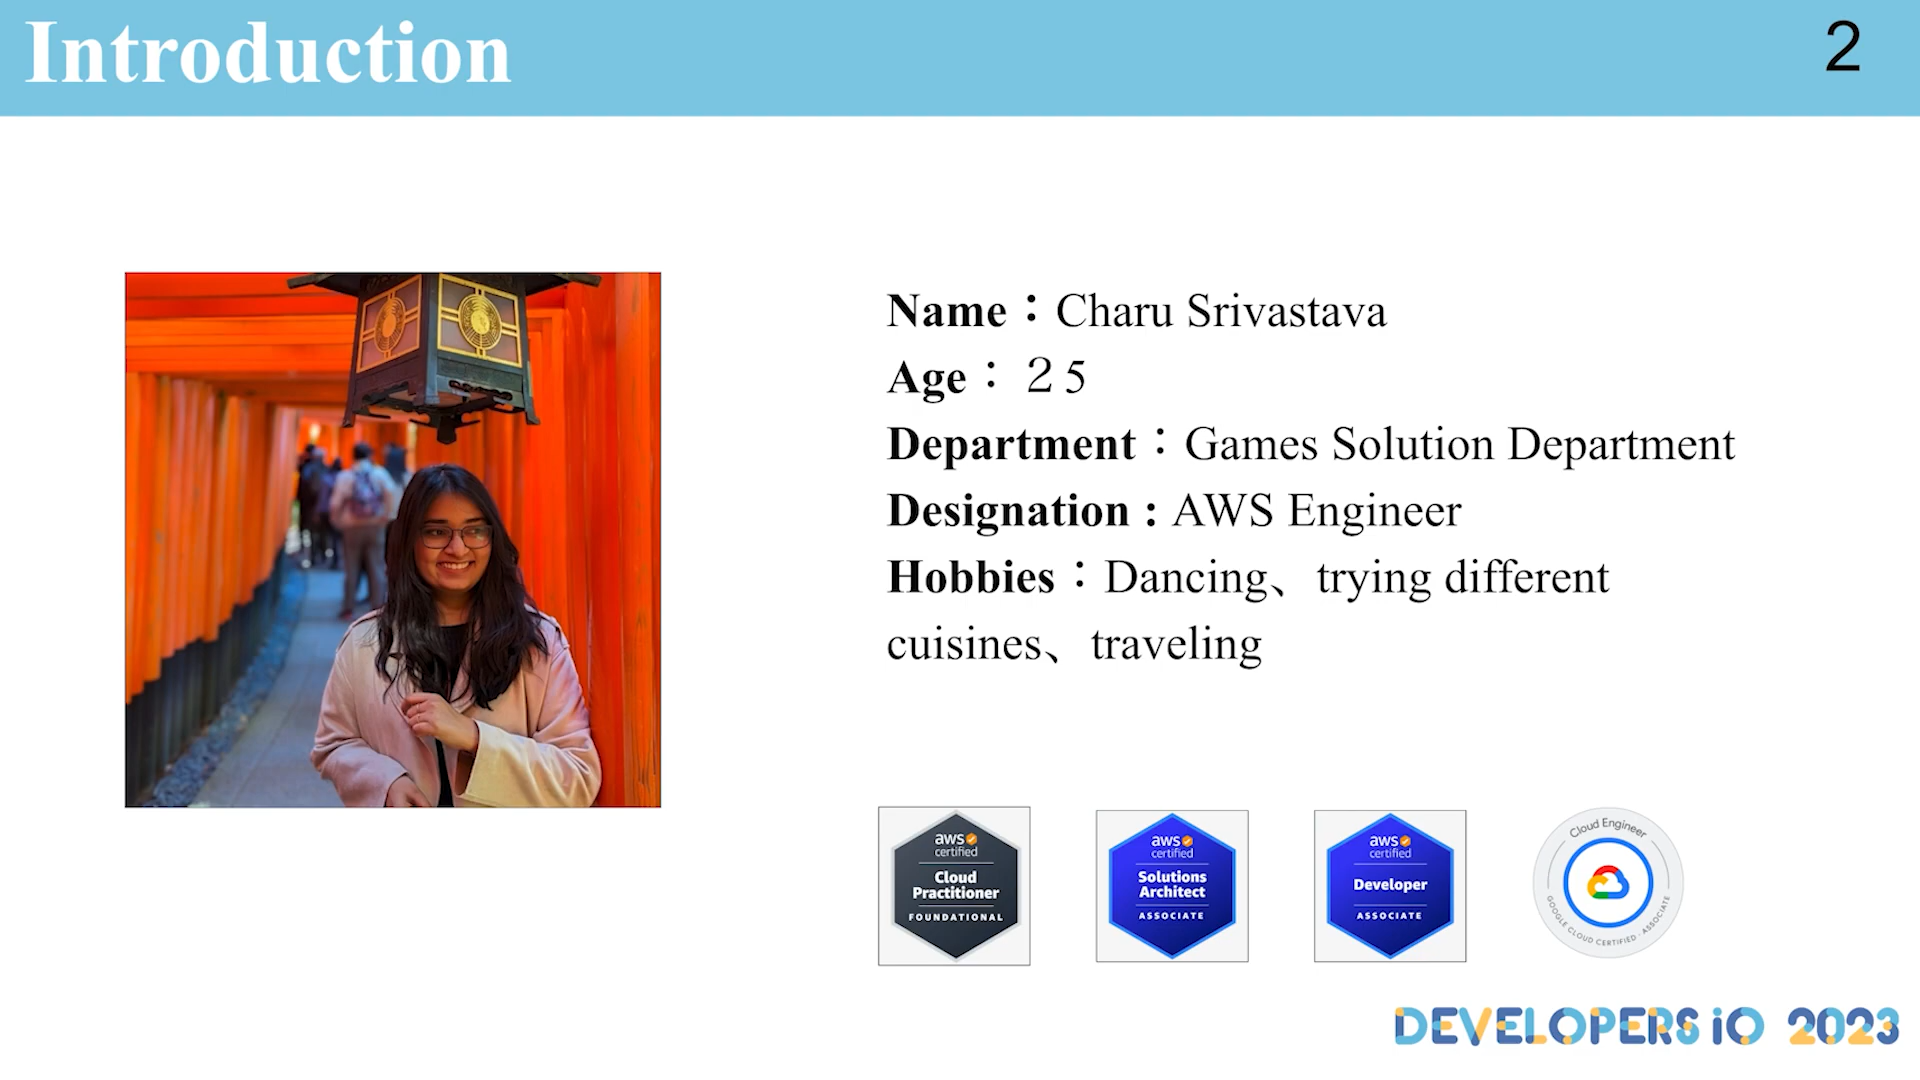 Introduction
2
Name：Charu Srivastava
Age：２5
Department：Games Solution Department
Designation : AWS Engineer
Hobbies：Dancing、trying different
cuisines、traveling
aws
certified
Cloud
Practitioner
FOUNDATIONAL
aws
certified
Solutions
Architect
ASSOCIATE
aws
certified
Developer
ASSOCIATE
Cloud Engineer
GOOGLE CLOUD CERTIFIED · ASSOCIATE
DEVELOPERS iO 2023